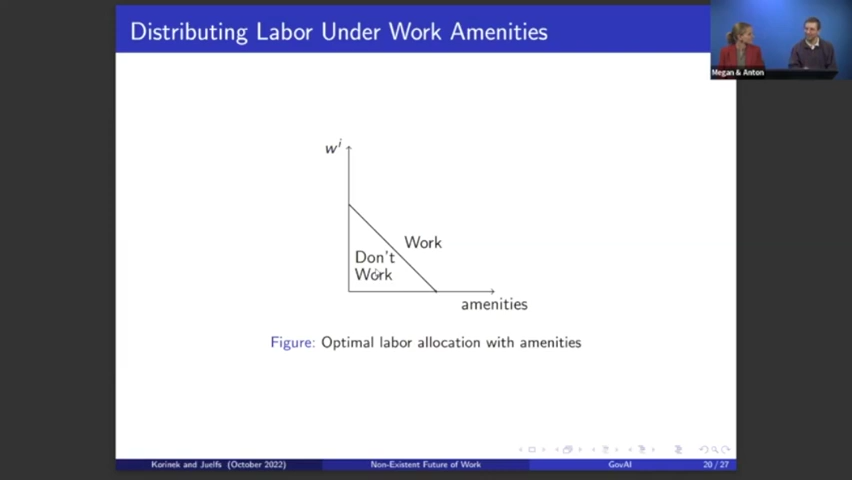 Distributing Labor Under Work Amenities
Megan & Anton
wⁱ
Work
Don't
Work
amenities
Figure: Optimal labor allocation with amenities
Korinek and Juelfs (October 2022)
Non-Existent Future of Work
GovAI
20 / 27